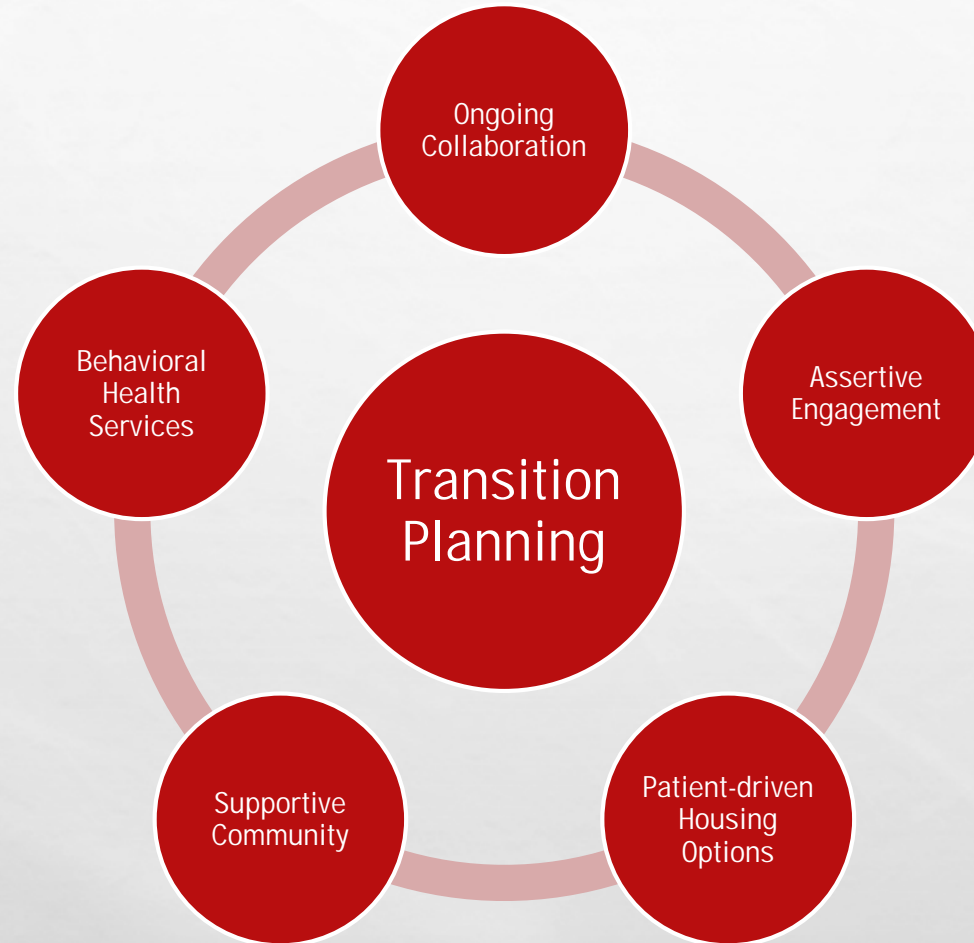 Ongoing
Collaboration
Assertive
Engagement
Patient-driven
Housing
Options
Supportive
Community
Behavioral
Health
Services
Transition
Planning